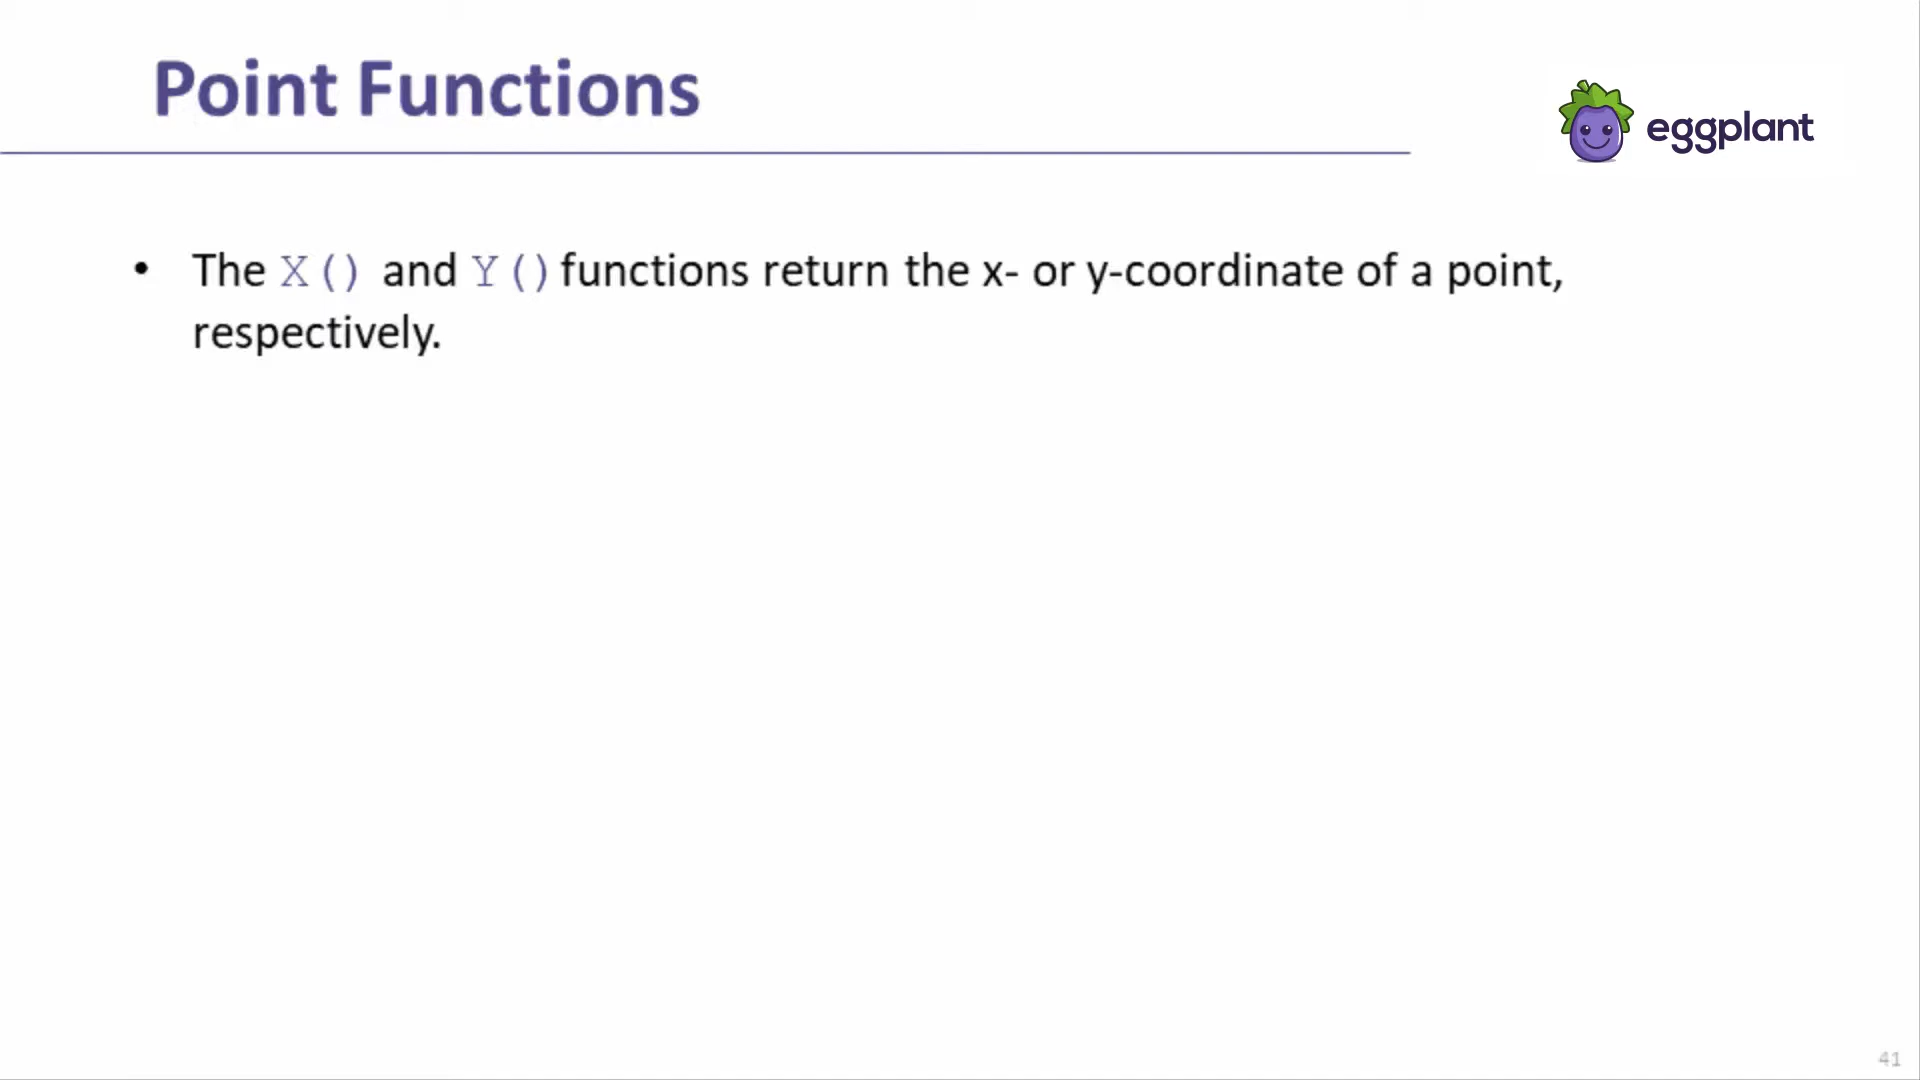 Point Functions
eggplant
• The X() and Y() functions return the x- or y-coordinate of a point,
respectively.
41